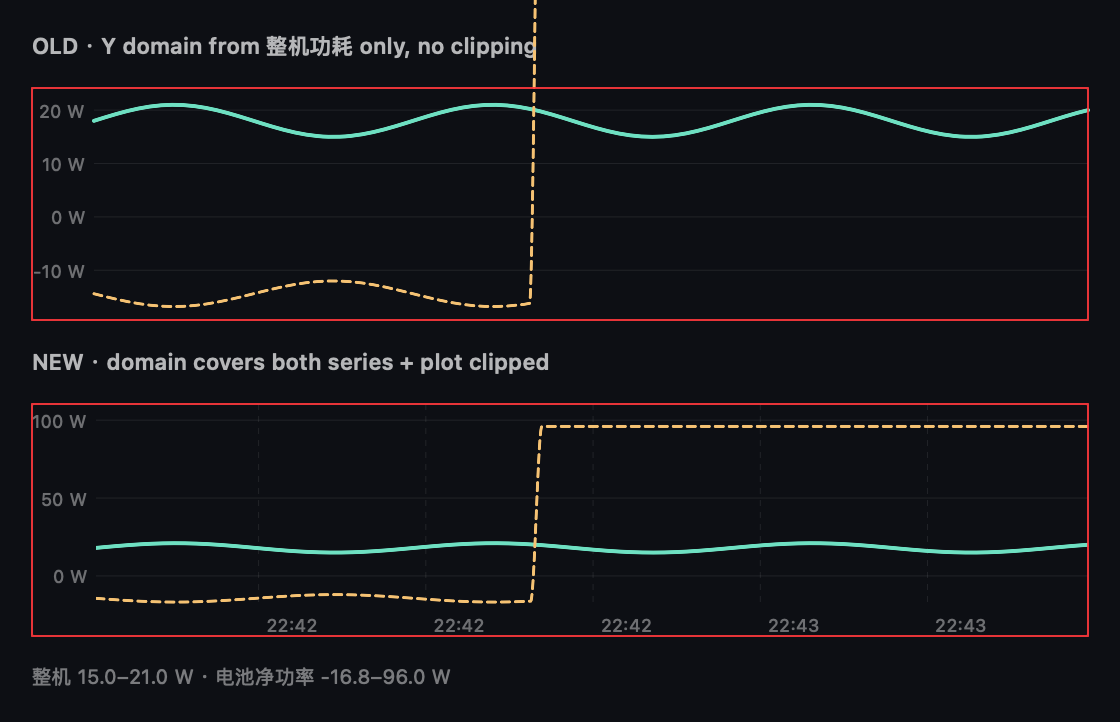 OLD · Y domain from 整机功耗 only, no clipping
20 W
10 W
0 W
-10 W
NEW · domain covers both series + plot clipped
100 W
50 W
0 W
22:42 22:42 22:42 22:43 22:43
整机 15.0–21.0 W · 电池净功率 -16.8–96.0 W